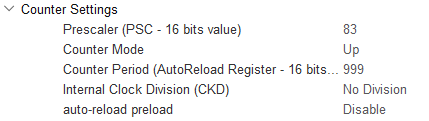 Counter Settings
Prescaler (PSC - 16 bits value) 83
Counter Mode Up
Counter Period (AutoReload Register - 16 bits... 999
Internal Clock Division (CKD) No Division
auto-reload preload Disable